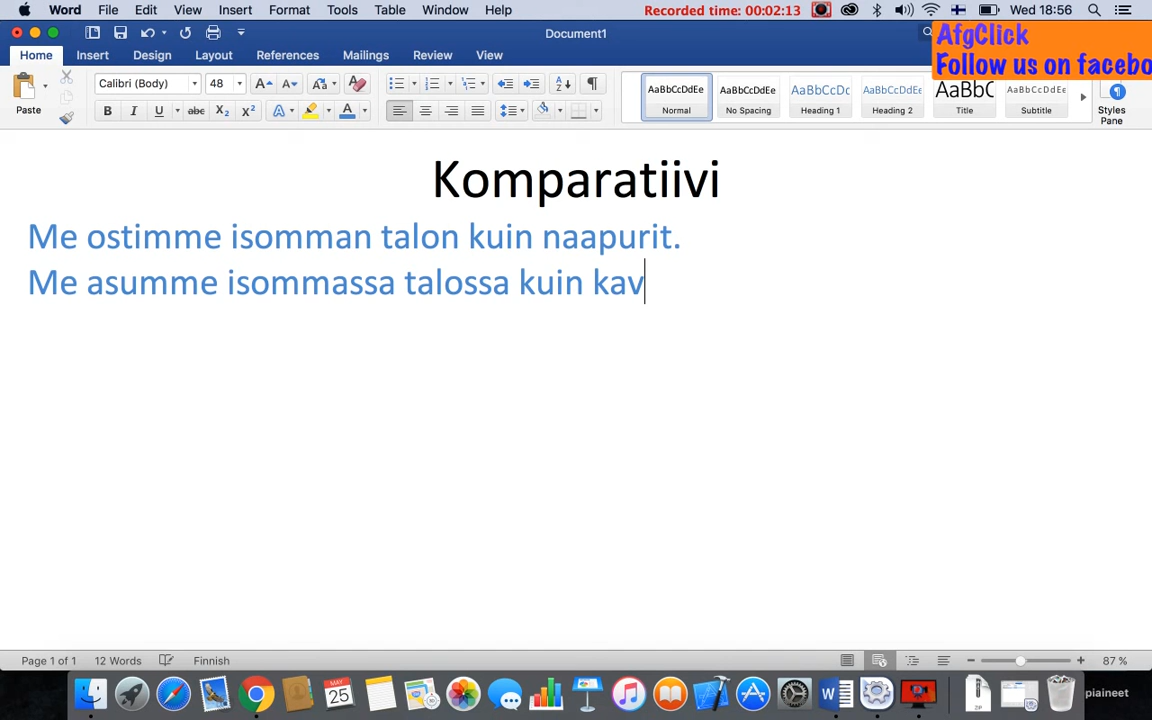 Word File Edit View Insert Format Tools Table Window Help Recorded time: 00:02:13 Wed 18:56
AfgClick
Follow us on facebo
Document1
Home Insert Design Layout References Mailings Review View
Paste
Calibri (Body) 48
AaBbCcDdEe AaBbCcDdEe AaBbCcDc AaBbCcDdEe AaBbC AaBbCcDdEe
Normal No Spacing Heading 1 Heading 2 Title Subtitle
Styles
Pane
Komparatiivi
Me ostimme isomman talon kuin naapurit.
Me asumme isommassa talossa kuin kav
Page 1 of 1 12 Words Finnish 87 %
MAY
25
piaineet